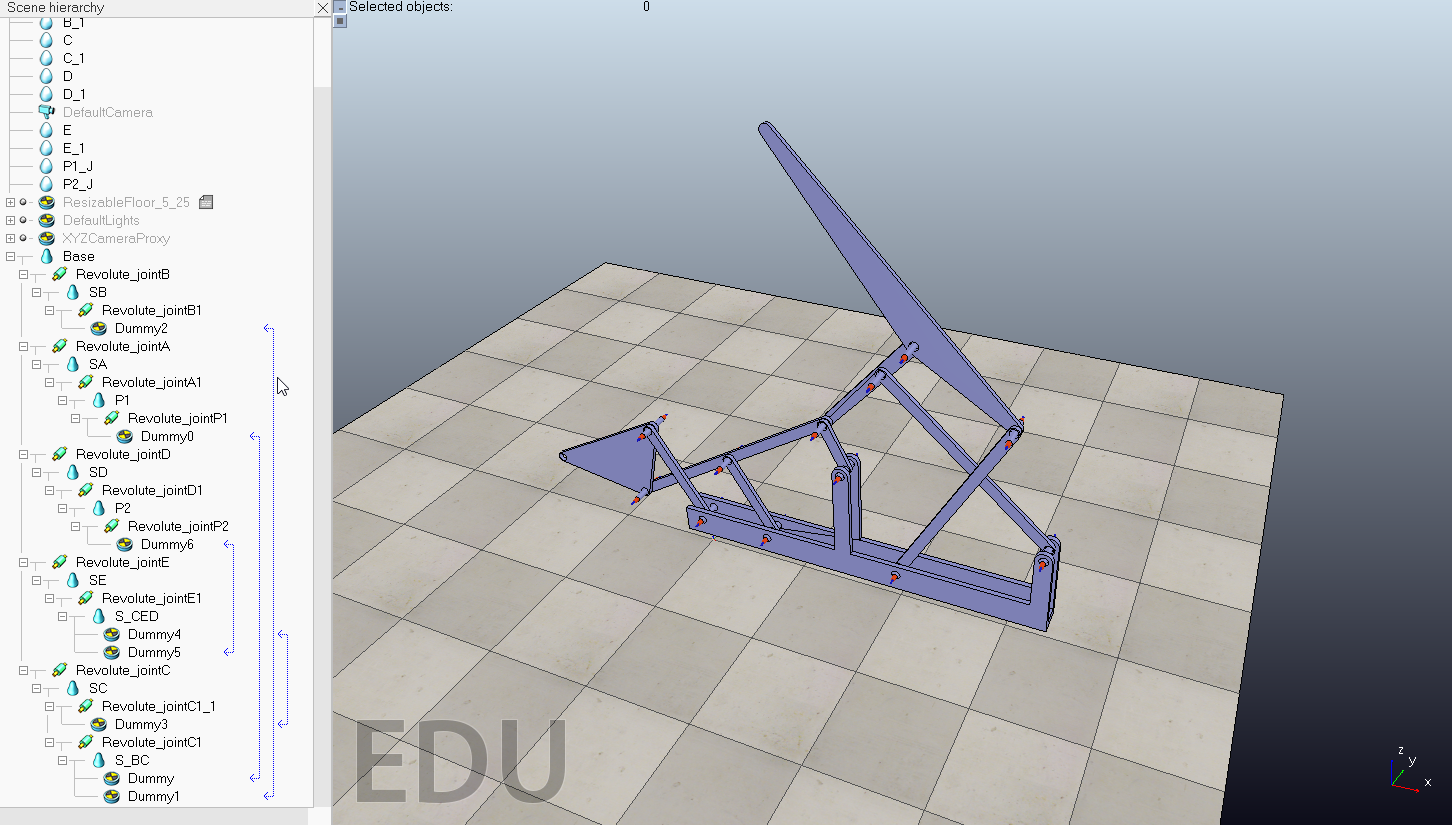 Scene hierarchy
Selected objects: 0
B_1
C
C_1
D
D_1
DefaultCamera
E
E_1
P1_J
P2_J
ResizableFloor_5_25
DefaultLights
XYZCameraProxy
Base
Revolute_jointB
SB
Revolute_jointB1
Dummy2
Revolute_jointA
SA
Revolute_jointA1
P1
Revolute_jointP1
Dummy0
Revolute_jointD
SD
Revolute_jointD1
P2
Revolute_jointP2
Dummy6
Revolute_jointE
SE
Revolute_jointE1
S_CED
Dummy4
Dummy5
Revolute_jointC
SC
Revolute_jointC1_1
Dummy3
Revolute_jointC1
S_BC
Dummy
Dummy1
EDU
z
y
x